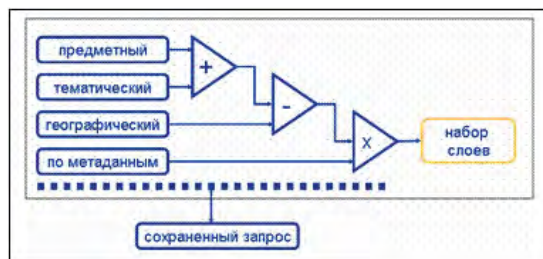 предметный
тематический
географический
по метаданным
+
-
x
набор
слоев
сохраненный запрос